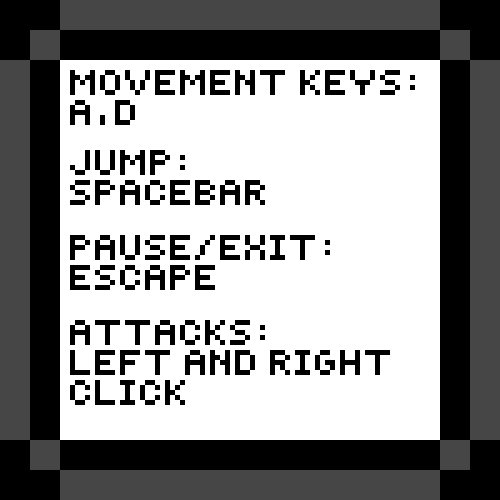 MOVEMENT KEYS:
A.D
JUMP:
SPACEBAR
PAUSE/EXIT:
ESCAPE
ATTACKS:
LEFT AND RIGHT
CLICK